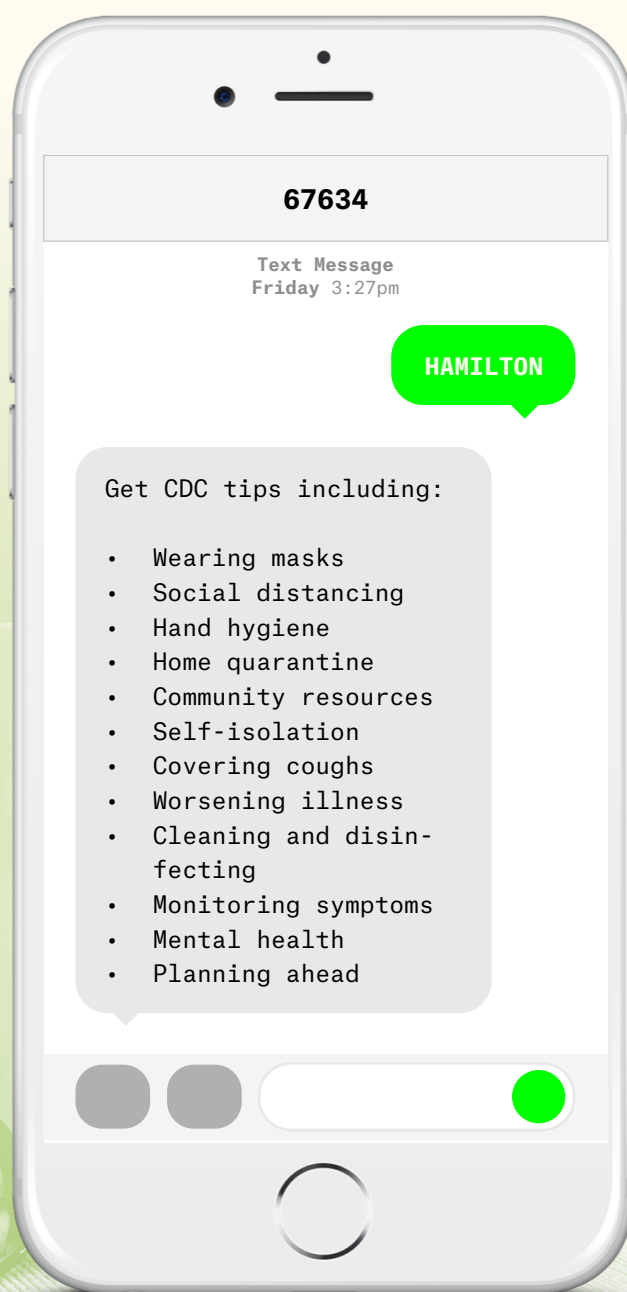 67634
Text Message
Friday 3:27pm
HAMILTON
Get CDC tips including:
• Wearing masks
• Social distancing
• Hand hygiene
• Home quarantine
• Community resources
• Self-isolation
• Covering coughs
• Worsening illness
• Cleaning and disin-
fecting
• Monitoring symptoms
• Mental health
• Planning ahead